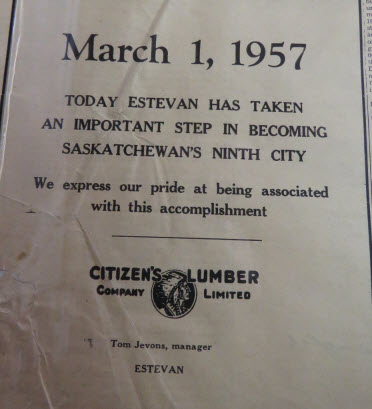 March 1, 1957
TODAY ESTEVAN HAS TAKEN
AN IMPORTANT STEP IN BECOMING
SASKATCHEWAN'S NINTH CITY
We express our pride at being associated
with this accomplishment
CITIZEN'S LUMBER
COMPANY LIMITED
Tom Jevons, manager
ESTEVAN